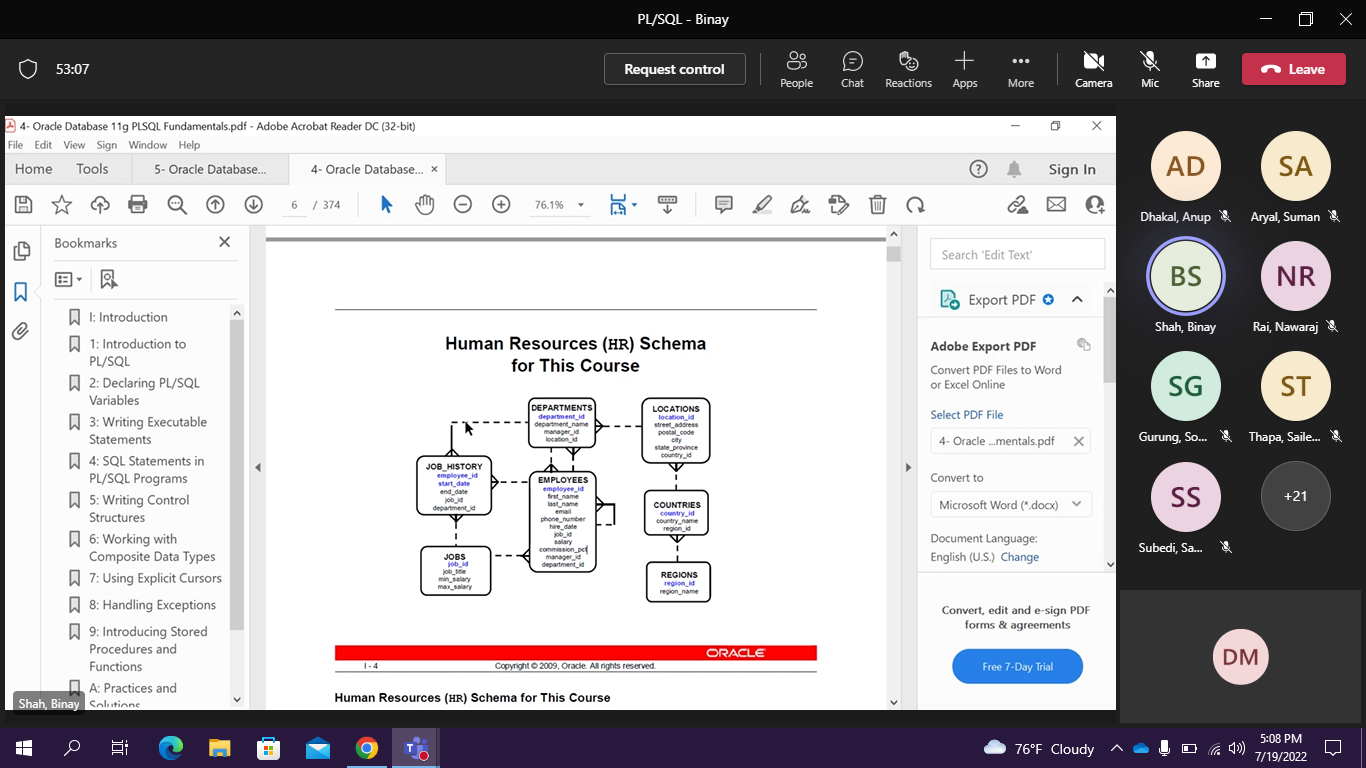 PL/SQL - Binay
53:07
Request control
People
Chat
Reactions
Apps
More
Camera
Mic
Share
Leave
4- Oracle Database 11g PLSQL Fundamentals.pdf - Adobe Acrobat Reader DC (32-bit)
File Edit View Sign Window Help
Home Tools 5- Oracle Database... 4- Oracle Database... × Sign In
6 / 374 76.1%
Bookmarks
I: Introduction
1: Introduction to
PL/SQL
2: Declaring PL/SQL
Variables
3: Writing Executable
Statements
4: SQL Statements in
PL/SQL Programs
5: Writing Control
Structures
6: Working with
Composite Data Types
7: Using Explicit Cursors
8: Handling Exceptions
9: Introducing Stored
Procedures and
Functions
A: Practices and
Solutions
Shah, Binay
Human Resources (HR) Schema
for This Course
DEPARTMENTS
department_id
department_name
manager_id
location_id
LOCATIONS
location_id
street_address
postal_code
city
state_province
country_id
JOB_HISTORY
employee_id
start_date
end_date
job_id
department_id
EMPLOYEES
employee_id
first_name
last_name
email
phone_number
hire_date
job_id
salary
commission_pct
manager_id
department_id
COUNTRIES
country_id
country_name
region_id
JOBS
job_id
job_title
min_salary
max_salary
REGIONS
region_id
region_name
ORACLE
I - 4
Copyright © 2009, Oracle. All rights reserved.
Human Resources (HR) Schema for This Course
Search 'Edit Text'
Export PDF
Adobe Export PDF
Convert PDF Files to Word
or Excel Online
Select PDF File
4- Oracle ...mentals.pdf
Convert to
Microsoft Word (*.docx)
Document Language:
English (U.S.) Change
Convert, edit and e-sign PDF
forms & agreements
Free 7-Day Trial
AD
Dhakal, Anup
SA
Aryal, Suman
BS
Shah, Binay
NR
Rai, Nawaraj
SG
Gurung, So...
ST
Thapa, Saile...
SS
Subedi, Sa...
+21
DM
76°F Cloudy
5:08 PM
7/19/2022